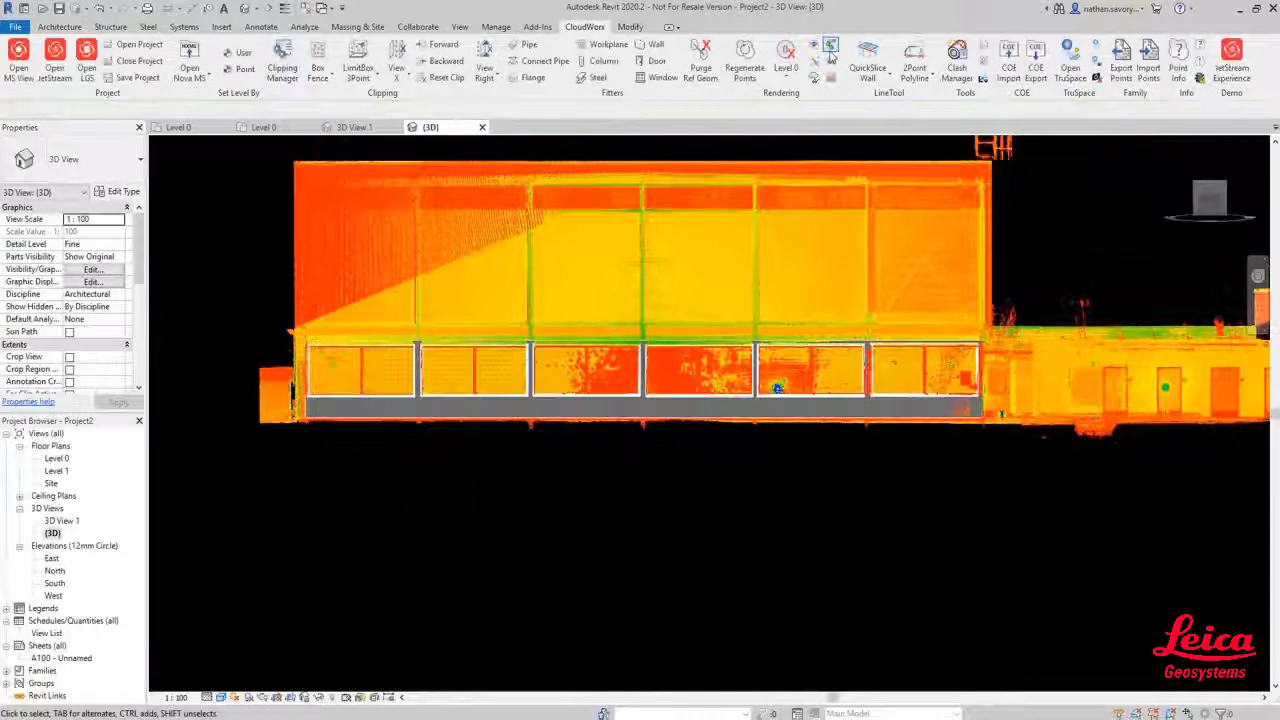 Autodesk Revit 2020.2 - Not For Resale Version - Project2 - 3D View: {3D}
nathan.savory...
File Architecture Structure Steel Systems Insert Annotate Analyze Massing & Site Collaborate View Manage Add-Ins CloudWorx Modify
Open MS View
Open JetStream
Open LGS
Open Project
Close Project
Save Project
Project
Open Nova MS
User
Point
Set Level By
Clipping Manager
Box Fence
LimitBox 3Point
View X
Forward
Backward
Reset Clip
Clipping
View Right
Pipe
Connect Pipe
Flange
Workplane
Column
Steel
Wall
Door
Window
Fitters
Purge Ref Geom
Regenerate Points
Level 0
Rendering
QuickSlice Wall
2Point Polyline
LineTool
Clash Manager
Tools
COE Import
COE Export
COE
Open TruSpace
TruSpace
Export Points
Import Points
Family
Point Info
Info
JetStream Experience
Demo
Properties
Level 0
Level 0
3D View 1
{3D}
3D View
3D View: {3D}
Edit Type
Graphics
View Scale 1 : 100
Scale Value 1: 100
Detail Level Fine
Parts Visibility Show Original
Visibility/Grap... Edit...
Graphic Displ... Edit...
Discipline Architectural
Show Hidden ... By Discipline
Default Analy... None
Sun Path
Extents
Crop View
Crop Region ...
Annotation Cr...
Properties help
Apply
Project Browser - Project2
Views (all)
Floor Plans
Level 0
Level 1
Site
Ceiling Plans
3D Views
3D View 1
{3D}
Elevations (12mm Circle)
East
North
South
West
Legends
Schedules/Quantities (all)
View List
Sheets (all)
A100 - Unnamed
Families
Groups
Revit Links
Leica
Geosystems
1 : 100
Click to select, TAB for alternates, CTRL adds, SHIFT unselects.
:0
Main Model
:0